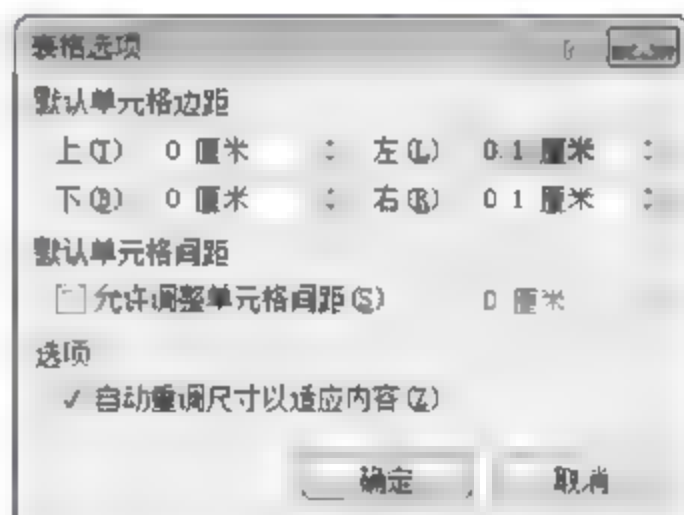 表格选项
默认单元格边距
上(T) 0 厘米 左(L) 0.1 厘米
下(B) 0 厘米 右(R) 0.1 厘米
默认单元格间距
允许调整单元格间距(S) 0 厘米
选项
✓ 自动重调尺寸以适应内容(Z)
确定 取消